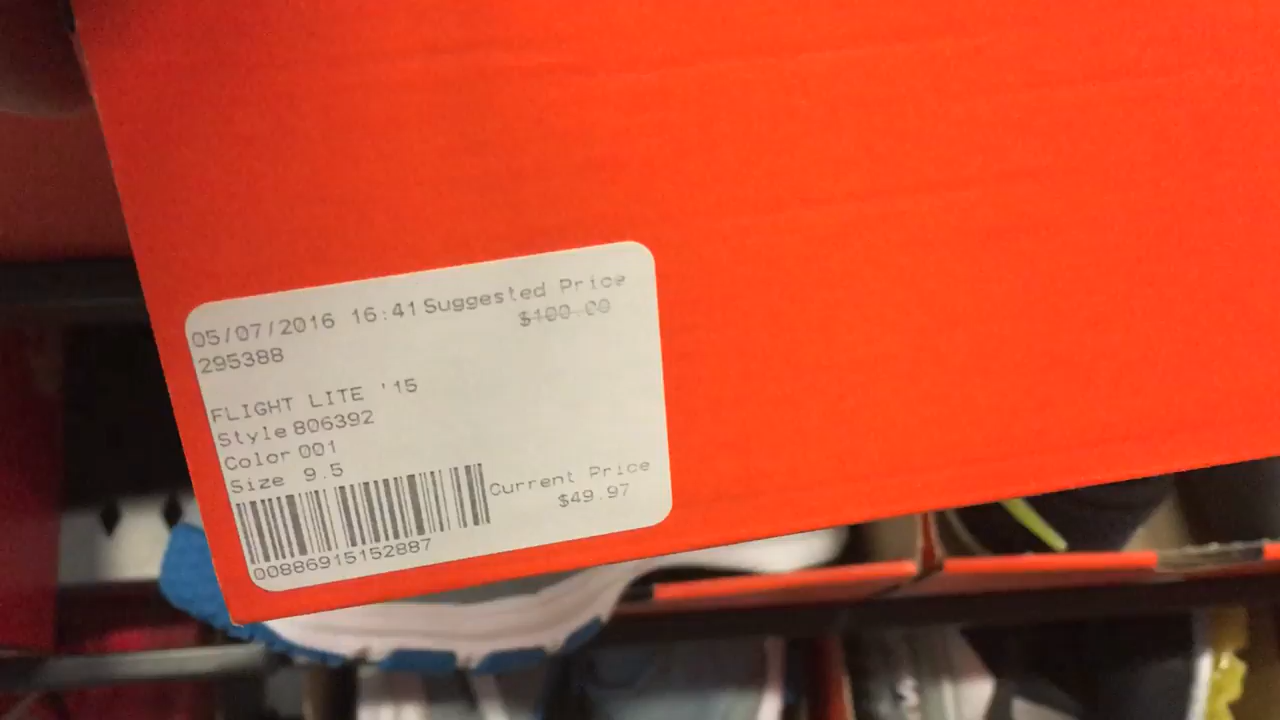 05/07/2016 16:41 Suggested Price
295388 $100.00
FLIGHT LITE '15
Style 806392
Color 001
Size 9.5
Current Price
$49.97
00886915152887